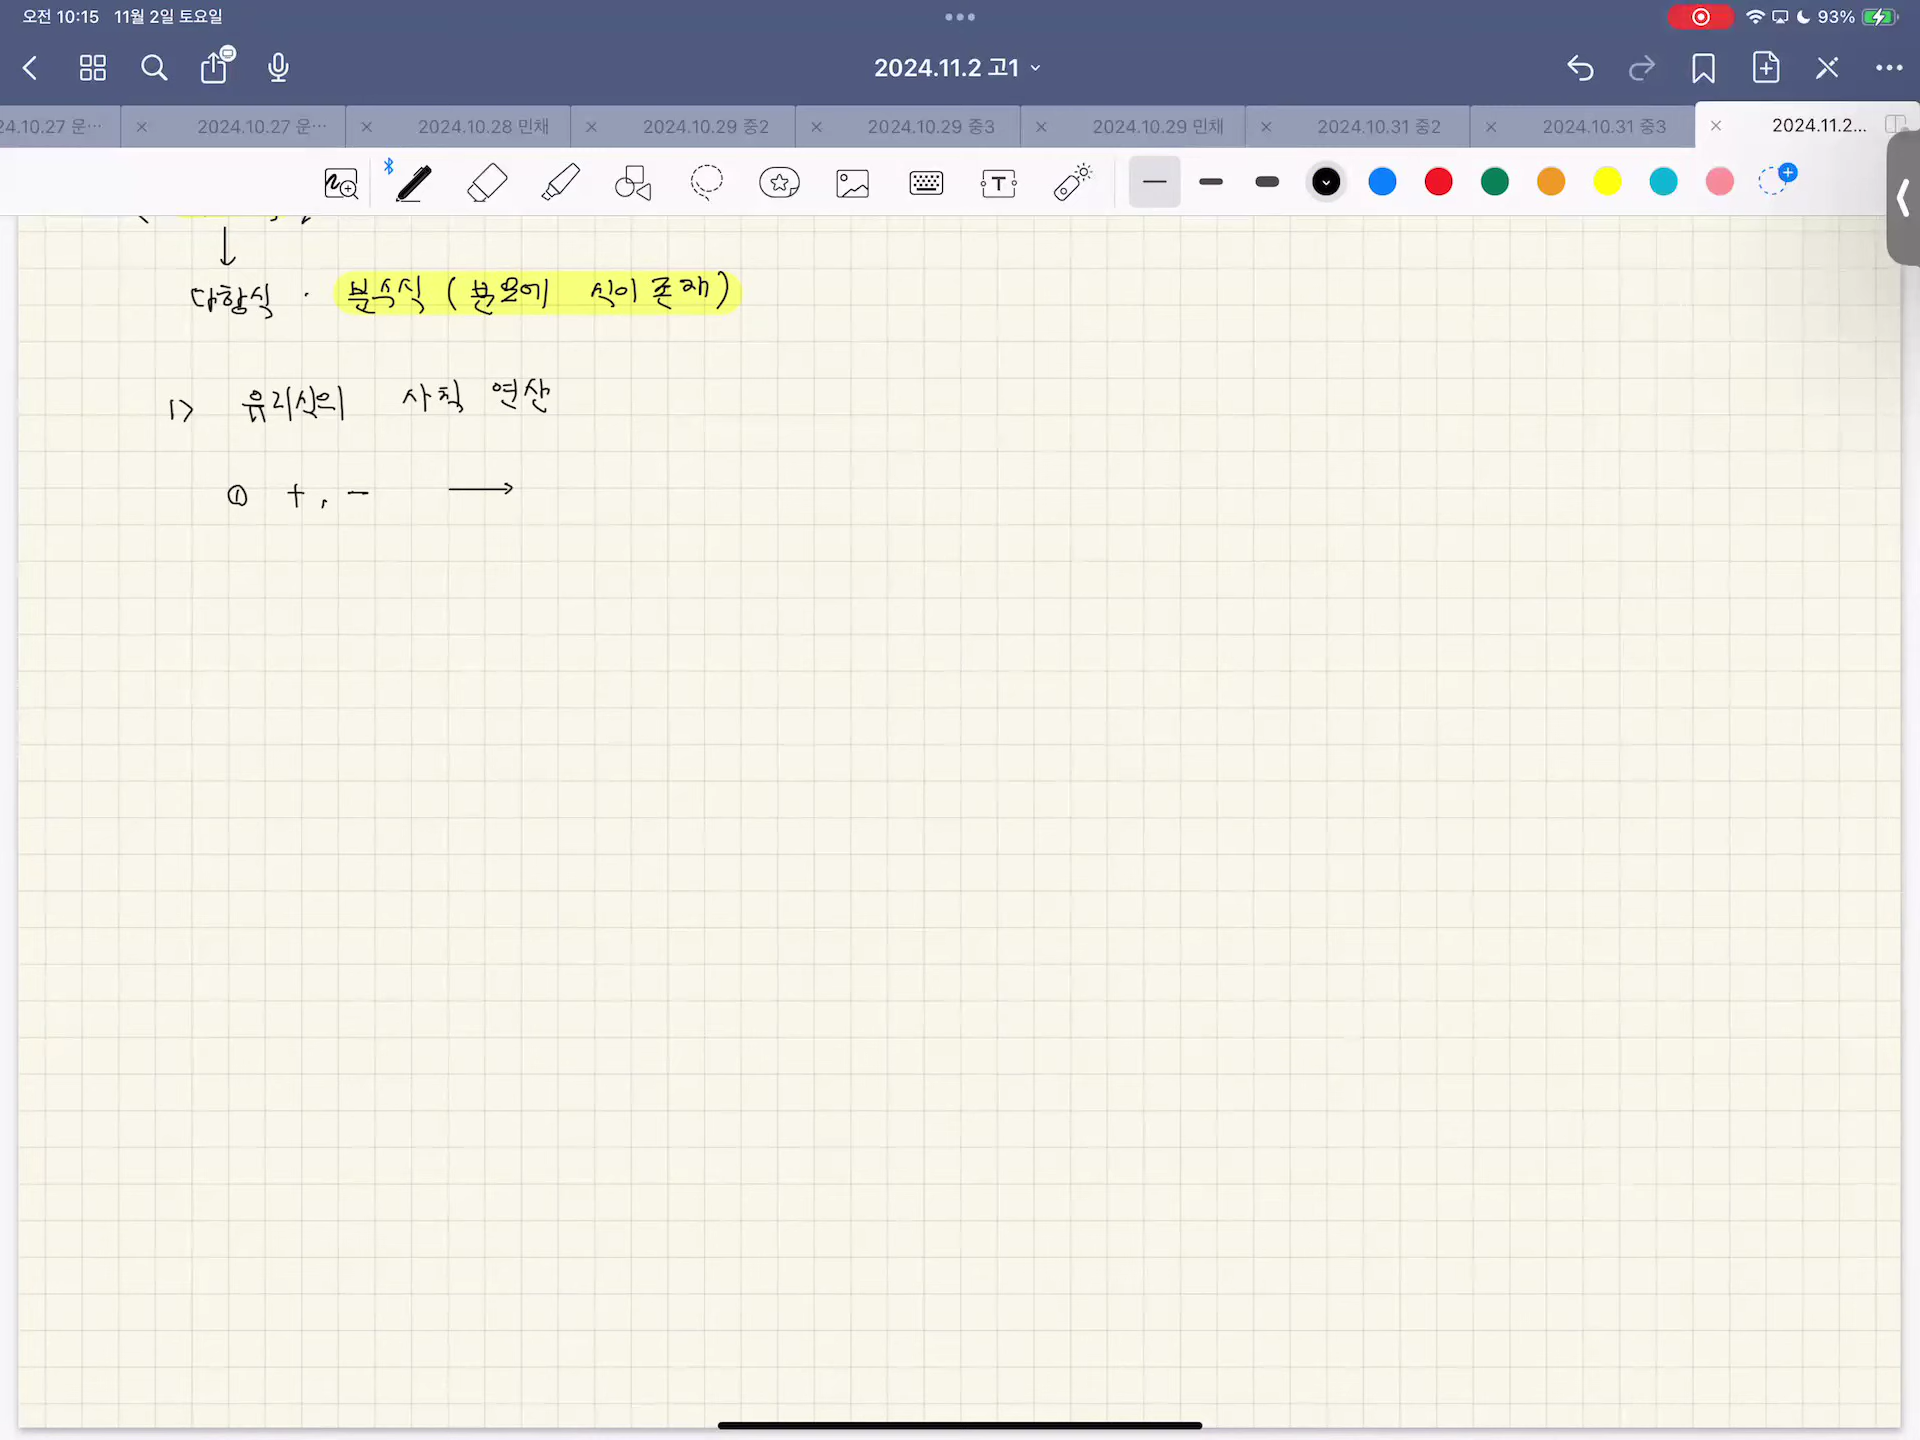 오전 10:15 11월 2일 토요일
93%
2024.11.2 고1
24.10.27 운…
2024.10.27 운…
2024.10.28 민채
2024.10.29 중2
2024.10.29 중3
2024.10.29 민채
2024.10.31 중2
2024.10.31 중3
2024.11.2...
T
다항식 · 분수식 ( 분모에 식이 존재 )
1> 유리식의 사칙 연산
① + , - →